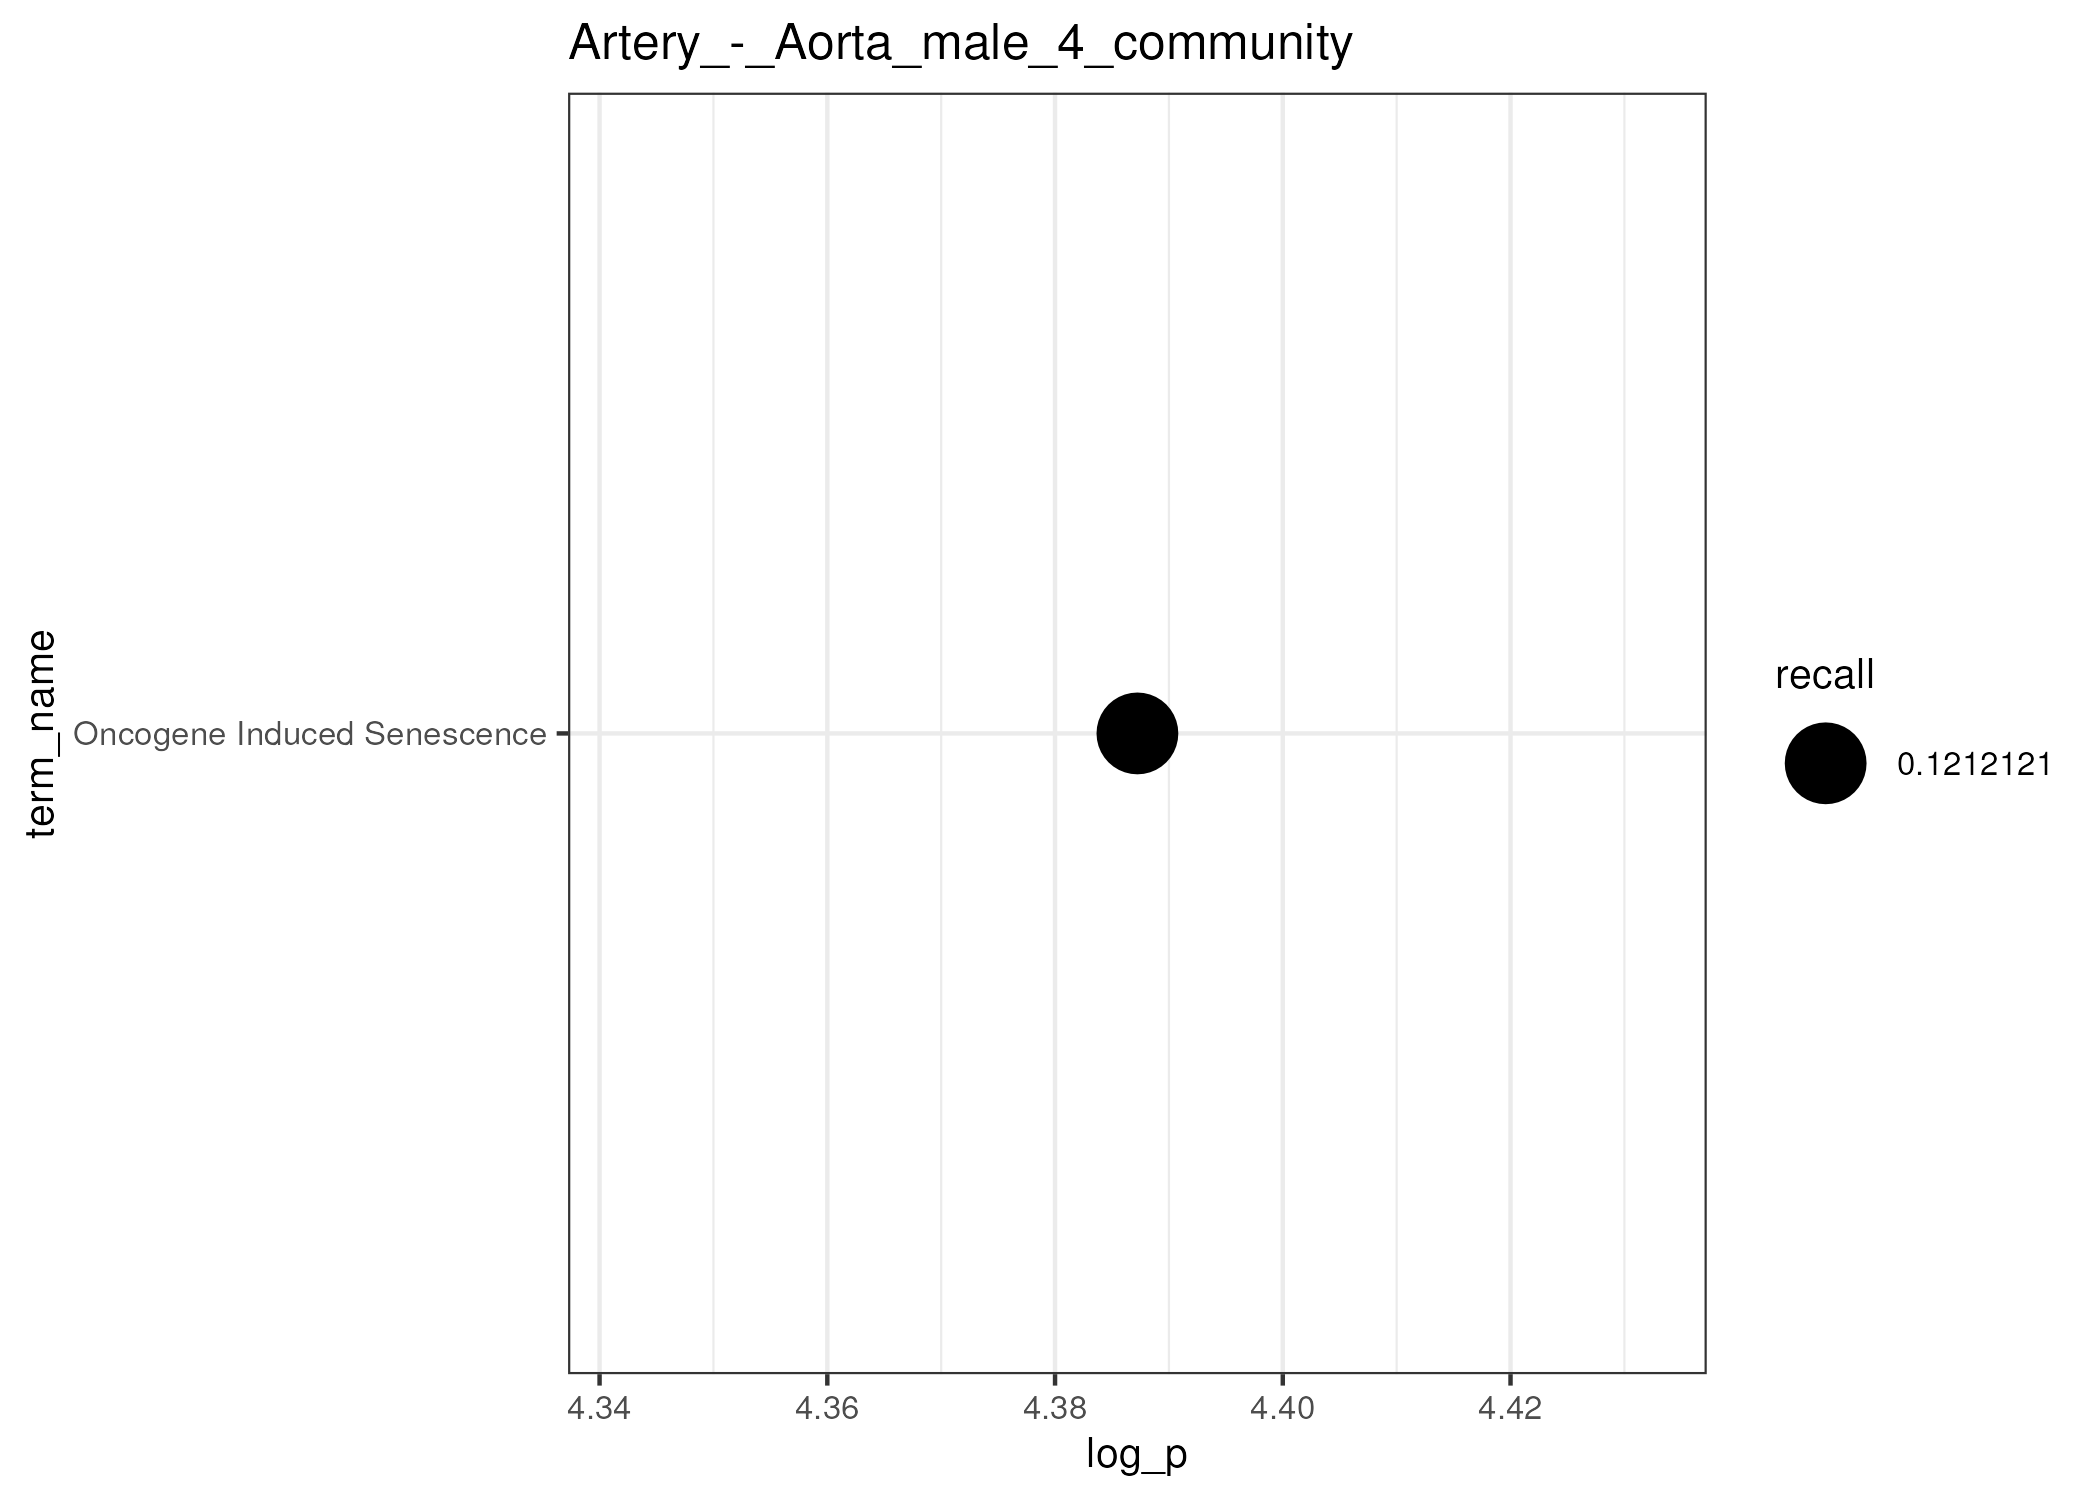 Artery_-_Aorta_male_4_community
term_name
Oncogene Induced Senescence
recall
0.1212121
4.34 4.36 4.38 4.40 4.42
log_p